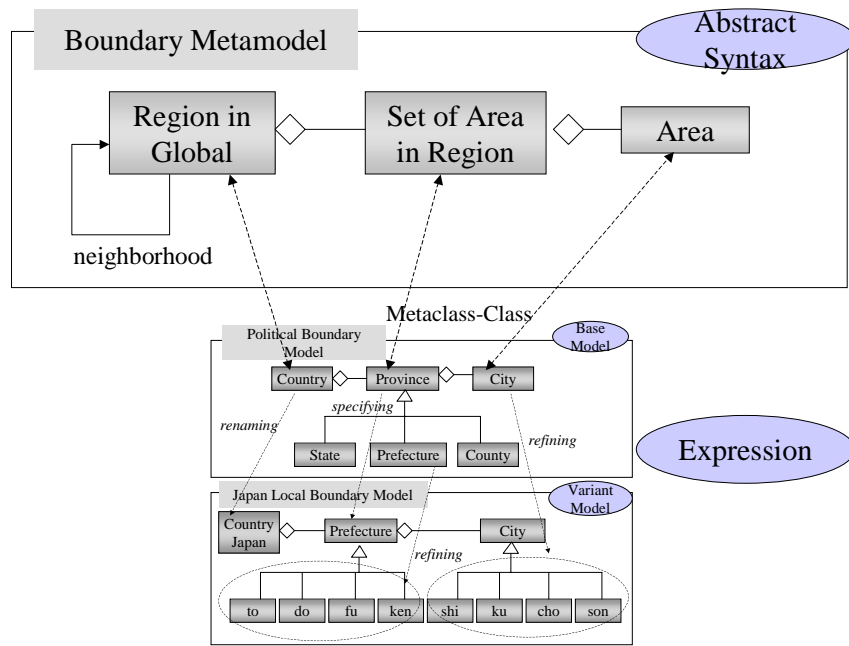 Boundary Metamodel
Abstract
Syntax
Region in
Global
Set of Area
in Region
Area
neighborhood
Metaclass-Class
Political Boundary
Model
Base
Model
Country
Province
City
renaming
specifying
refining
State
Prefecture
County
Expression
Japan Local Boundary Model
Variant
Model
Country
Japan
Prefecture
City
refining
to
do
fu
ken
shi
ku
cho
son